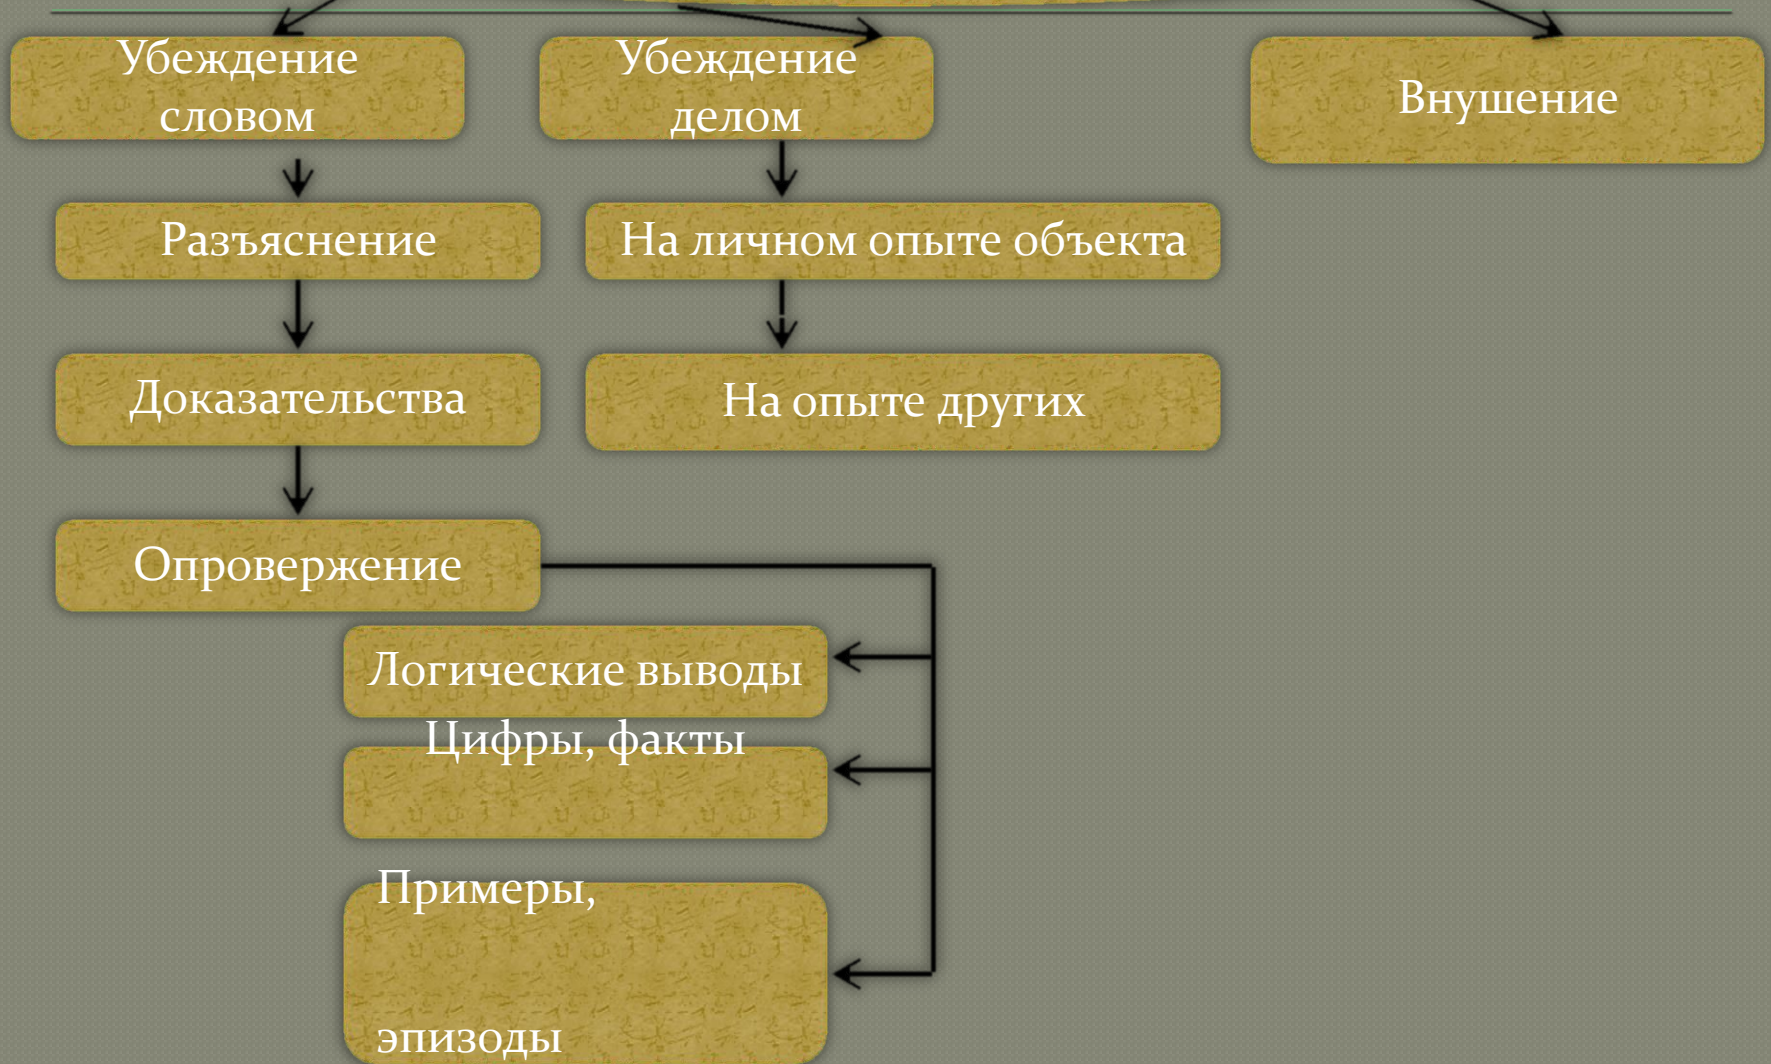 Убеждение
словом
Убеждение
делом
Внушение
Разъяснение
На личном опыте объекта
Доказательства
На опыте других
Опровержение
Логические выводы
Цифры, факты
Примеры,
эпизоды